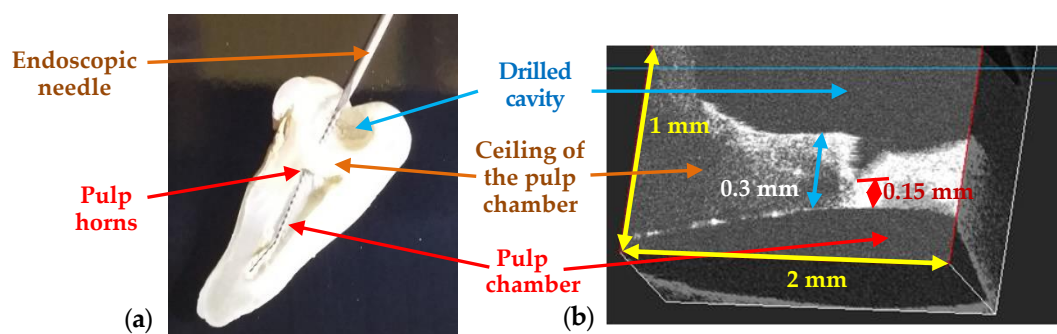 Endoscopic
needle
Pulp
horns
(a)
Drilled
cavity
Ceiling of
the pulp
chamber
Pulp
chamber
1 mm
0.3 mm
0.15 mm
2 mm
(b)